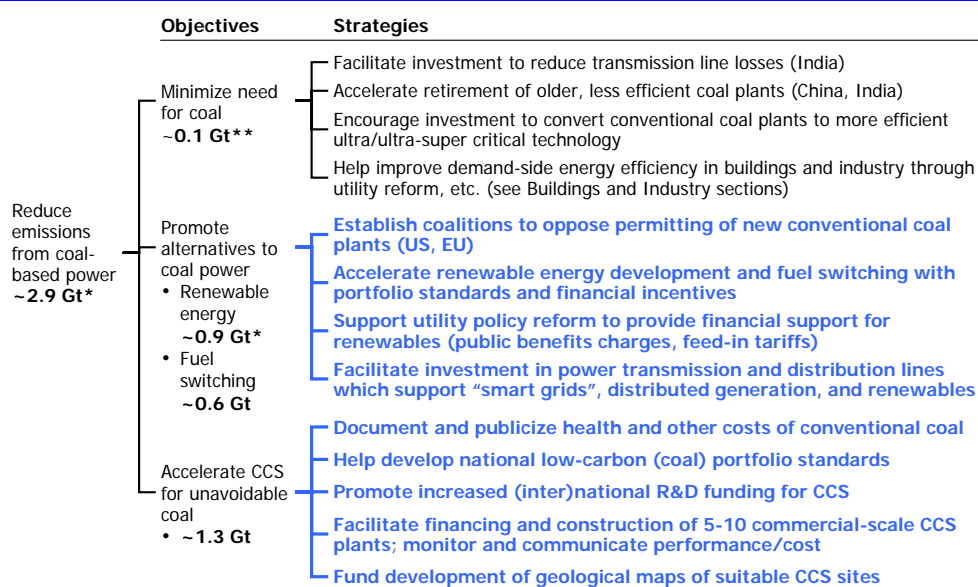 Objectives
Strategies
Reduce
emissions
from coal-
based power
~2.9 Gt*
Minimize need
for coal
~0.1 Gt**
Facilitate investment to reduce transmission line losses (India)
Accelerate retirement of older, less efficient coal plants (China, India)
Encourage investment to convert conventional coal plants to more efficient
ultra/ultra-super critical technology
Help improve demand-side energy efficiency in buildings and industry through
utility reform, etc. (see Buildings and Industry sections)
Promote
alternatives to
coal power
• Renewable
energy
~0.9 Gt*
• Fuel
switching
~0.6 Gt
Establish coalitions to oppose permitting of new conventional coal
plants (US, EU)
Accelerate renewable energy development and fuel switching with
portfolio standards and financial incentives
Support utility policy reform to provide financial support for
renewables (public benefits charges, feed-in tariffs)
Facilitate investment in power transmission and distribution lines
which support “smart grids”, distributed generation, and renewables
Accelerate CCS
for unavoidable
coal
• ~1.3 Gt
Document and publicize health and other costs of conventional coal
Help develop national low-carbon (coal) portfolio standards
Promote increased (inter)national R&D funding for CCS
Facilitate financing and construction of 5-10 commercial-scale CCS
plants; monitor and communicate performance/cost
Fund development of geological maps of suitable CCS sites